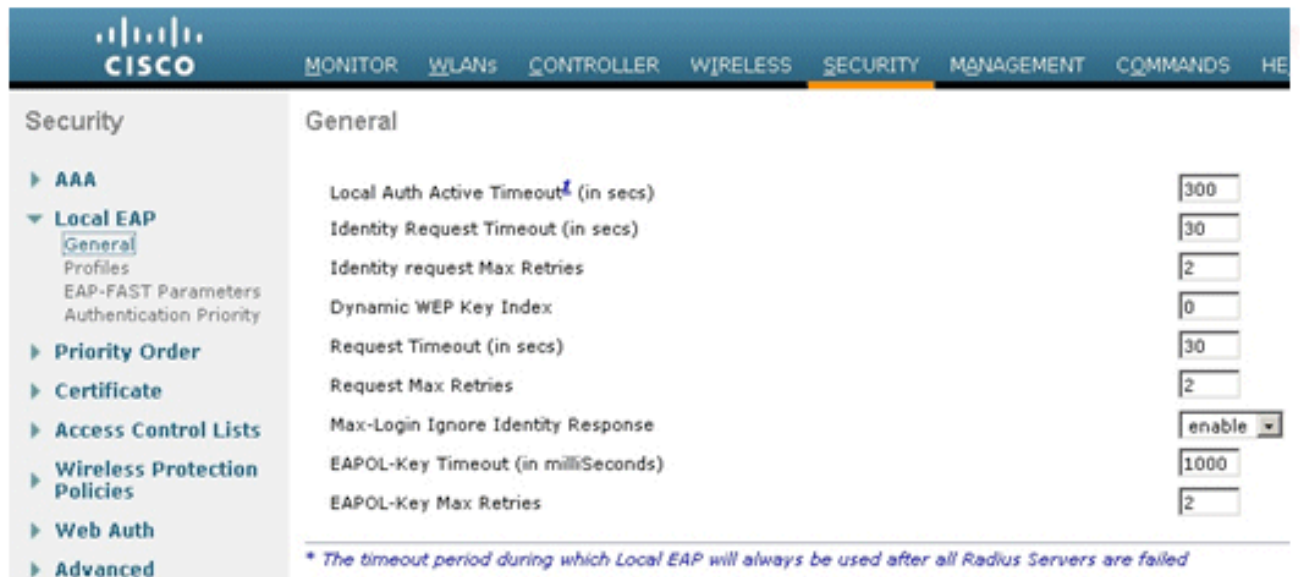 CISCO
MONITOR WLANs CONTROLLER WIRELESS SECURITY MANAGEMENT COMMANDS HE
Security
AAA
Local EAP
General
Profiles
EAP-FAST Parameters
Authentication Priority
Priority Order
Certificate
Access Control Lists
Wireless Protection
Policies
Web Auth
Advanced
General
Local Auth Active Timeout* (in secs) 300
Identity Request Timeout (in secs) 30
Identity request Max Retries 2
Dynamic WEP Key Index 0
Request Timeout (in secs) 30
Request Max Retries 2
Max-Login Ignore Identity Response enable
EAPOL-Key Timeout (in milliSeconds) 1000
EAPOL-Key Max Retries 2
* The timeout period during which Local EAP will always be used after all Radius Servers are failed